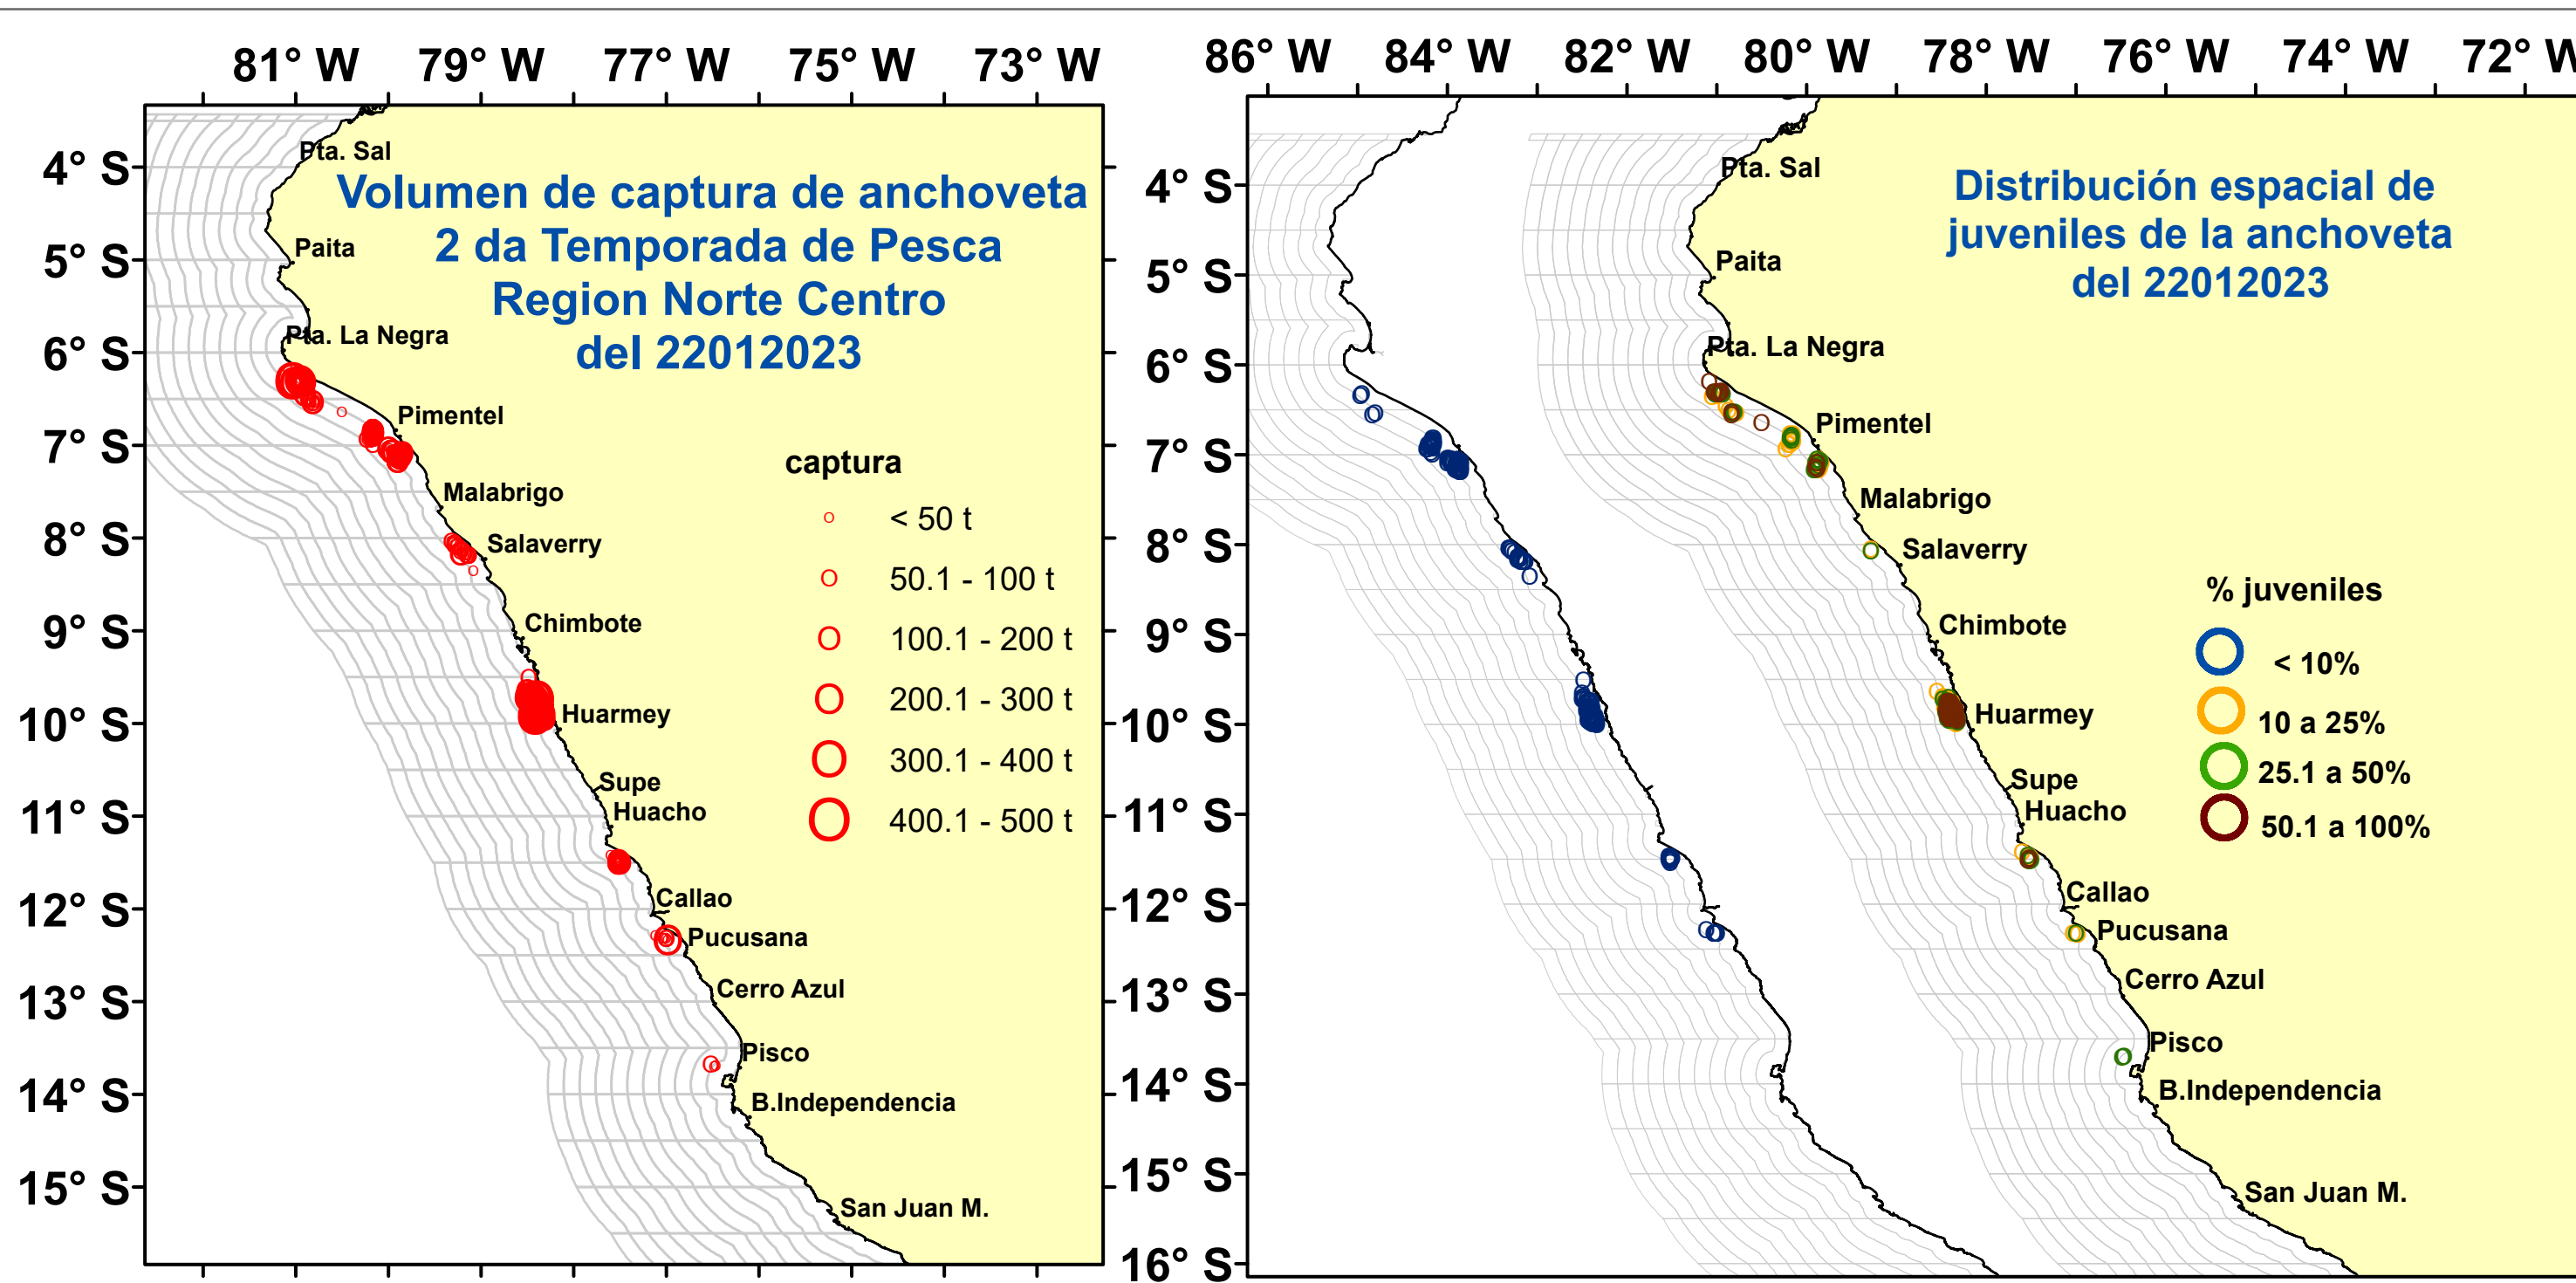 81° W 79° W 77° W 75° W 73° W
4° S
5° S
6° S
7° S
8° S
9° S
10° S
11° S
12° S
13° S
14° S
15° S
Volumen de captura de anchoveta
2 da Temporada de Pesca
Region Norte Centro
del 22012023
Pta. Sal
Paita
Pta. La Negra
Pimentel
Malabrigo
Salaverry
Chimbote
Huarmey
Supe
Huacho
Callao
Pucusana
Cerro Azul
Pisco
B.Independencia
San Juan M.
captura
< 50 t
50.1 - 100 t
100.1 - 200 t
200.1 - 300 t
300.1 - 400 t
400.1 - 500 t
86° W 84° W 82° W 80° W 78° W 76° W 74° W 72° W
4° S
5° S
6° S
7° S
8° S
9° S
10° S
11° S
12° S
13° S
14° S
15° S
16° S
Distribución espacial de
juveniles de la anchoveta
del 22012023
Pta. Sal
Paita
Pta. La Negra
Pimentel
Malabrigo
Salaverry
Chimbote
Huarmey
Supe
Huacho
Callao
Pucusana
Cerro Azul
Pisco
B.Independencia
San Juan M.
% juveniles
< 10%
10 a 25%
25.1 a 50%
50.1 a 100%